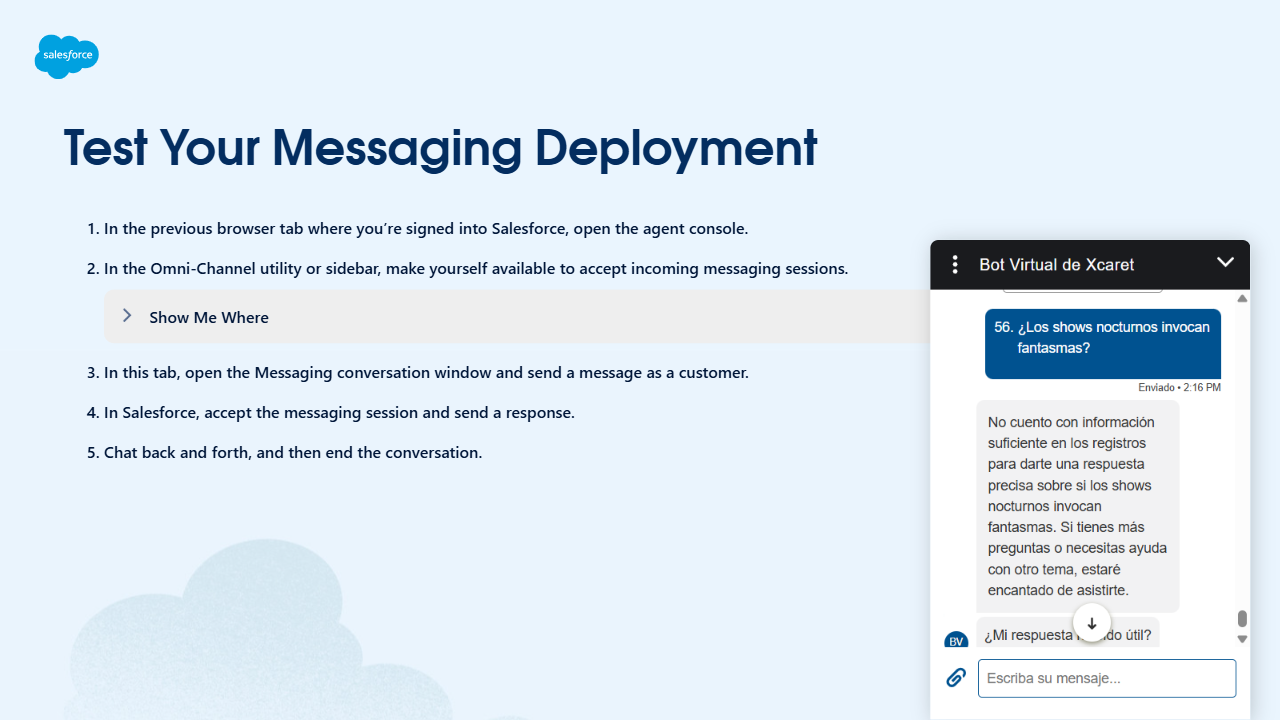 salesforce
Test Your Messaging Deployment
1. In the previous browser tab where you’re signed into Salesforce, open the agent console.
2. In the Omni-Channel utility or sidebar, make yourself available to accept incoming messaging sessions.
Show Me Where
3. In this tab, open the Messaging conversation window and send a message as a customer.
4. In Salesforce, accept the messaging session and send a response.
5. Chat back and forth, and then end the conversation.
Bot Virtual de Xcaret
56. ¿Los shows nocturnos invocan
fantasmas?
Enviado • 2:16 PM
No cuento con información
suficiente en los registros
para darte una respuesta
precisa sobre si los shows
nocturnos invocan
fantasmas. Si tienes más
preguntas o necesitas ayuda
con otro tema, estaré
encantado de asistirte.
BV
¿Mi respuesta útil?
Escriba su mensaje...